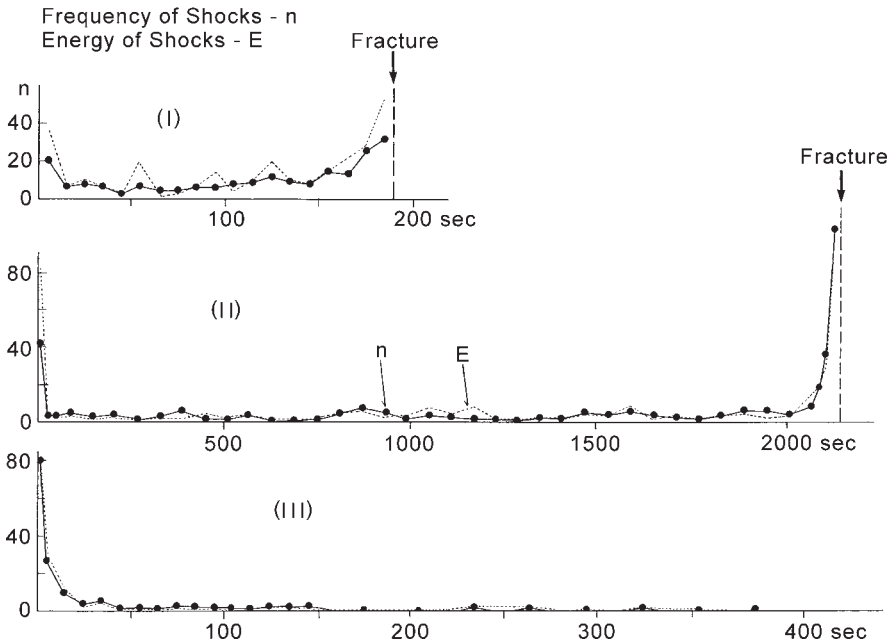 Frequency of Shocks - n
Energy of Shocks - E
Fracture
n
(I)
40
20
0
100
200 sec
Fracture
80
(II)
n
E
40
0
500
1000
1500
2000 sec
80
(III)
40
0
100
200
300
400 sec